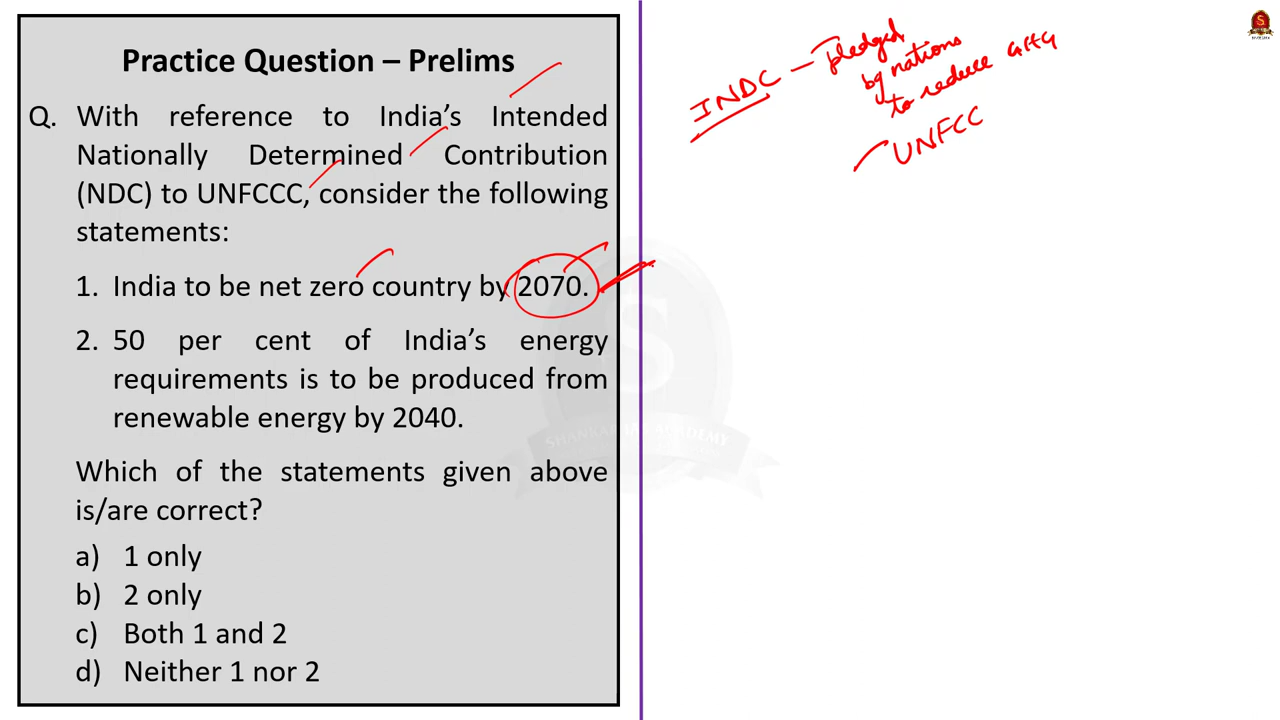 Practice Question – Prelims
Q. With reference to India's Intended
Nationally Determined Contribution
(NDC) to UNFCCC, consider the following
statements:
1. India to be net zero country by 2070.
2. 50 per cent of India's energy
requirements is to be produced from
renewable energy by 2040.
Which of the statements given above
is/are correct?
a) 1 only
b) 2 only
c) Both 1 and 2
d) Neither 1 nor 2
INDC – pledged
by nations
to reduce GHG
UNFCC
S
SHANKAR IAS ACADEMY